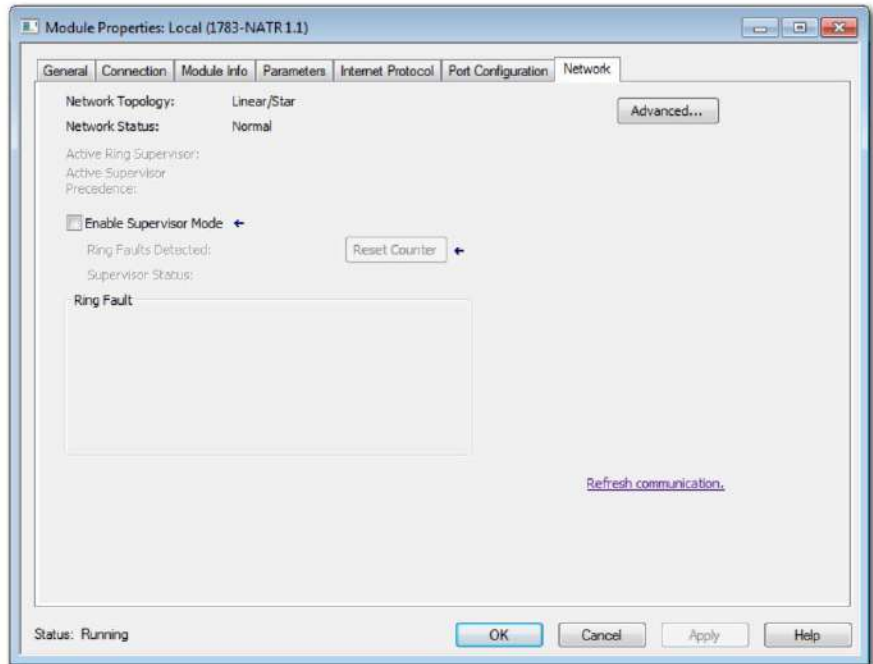 Module Properties: Local (1783-NATR 1.1)
General Connection Module Info Parameters Internet Protocol Port Configuration Network
Network Topology: Linear/Star Advanced...
Network Status: Normal
Active Ring Supervisor:
Active Supervisor
Precedence:
Enable Supervisor Mode
Ring Faults Detected: Reset Counter
Supervisor Status:
Ring Fault
Refresh communication.
Status: Running OK Cancel Apply Help